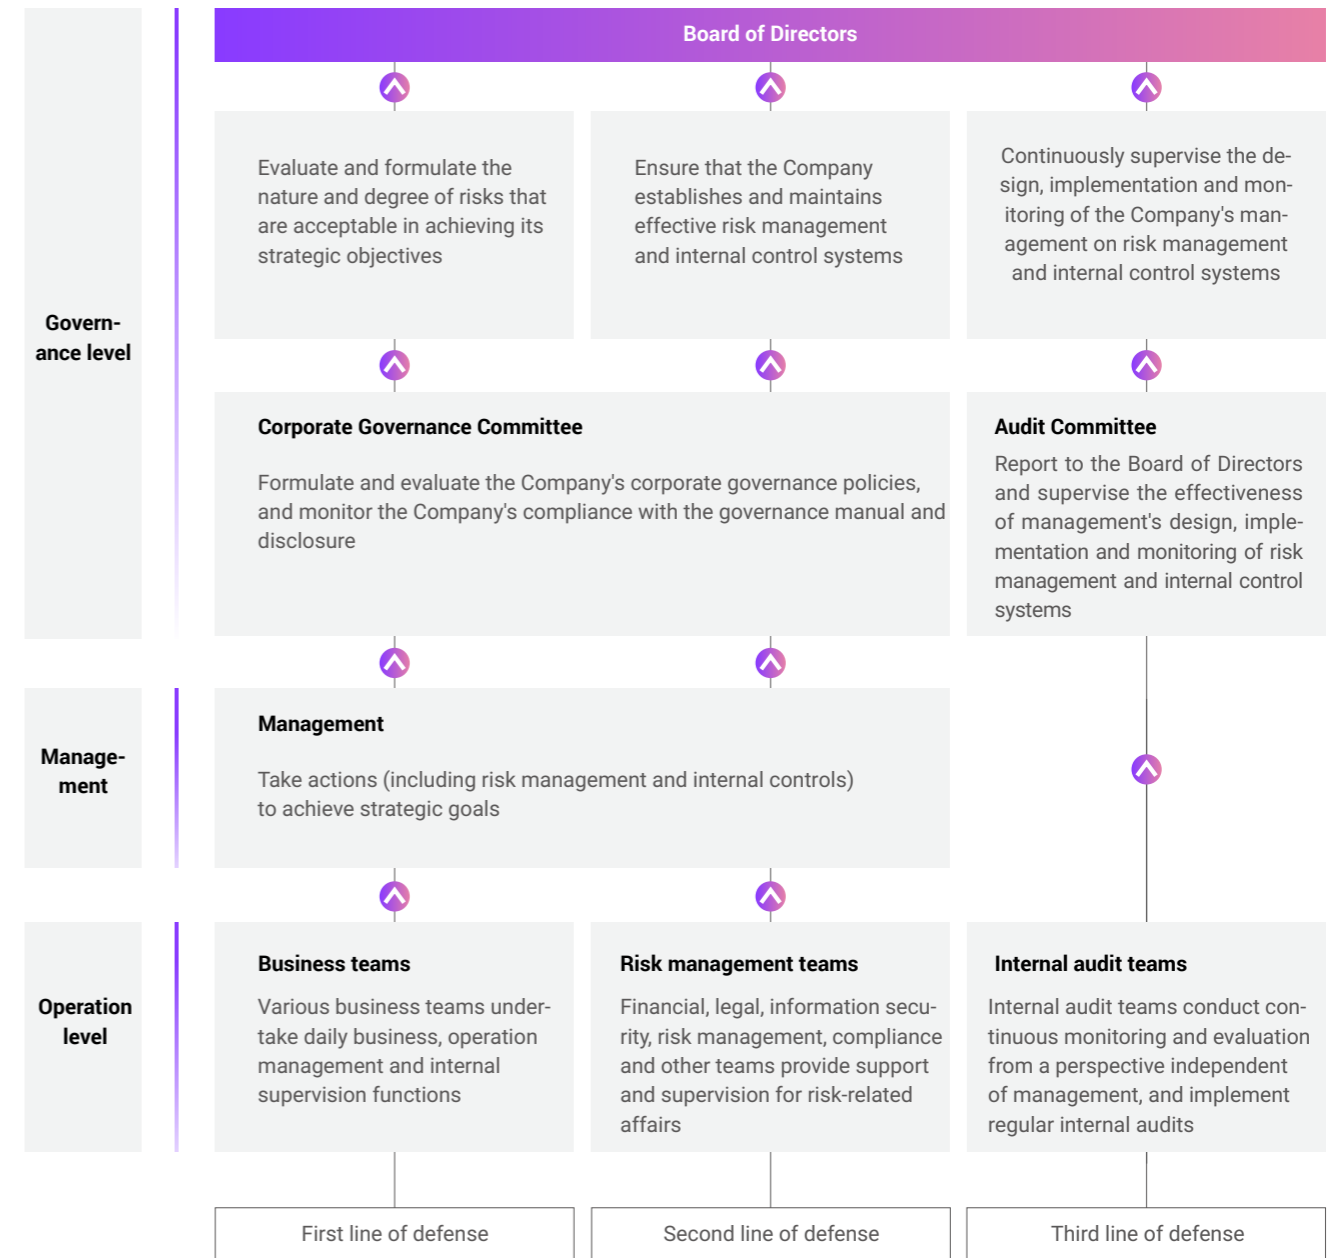 Board of Directors
Govern-
ance level
Evaluate and formulate the
nature and degree of risks that
are acceptable in achieving its
strategic objectives
Ensure that the Company
establishes and maintains
effective risk management
and internal control systems
Continuously supervise the de-
sign, implementation and mon-
itoring of the Company's man-
agement on risk management
and internal control systems
Corporate Governance Committee
Formulate and evaluate the Company's corporate governance policies,
and monitor the Company's compliance with the governance manual and
disclosure
Audit Committee
Report to the Board of Directors
and supervise the effectiveness
of management's design, imple-
mentation and monitoring of risk
management and internal control
systems
Manage-
ment
Management
Take actions (including risk management and internal controls)
to achieve strategic goals
Operation
level
Business teams
Various business teams under-
take daily business, operation
management and internal
supervision functions
Risk management teams
Financial, legal, information secu-
rity, risk management, compliance
and other teams provide support
and supervision for risk-related
affairs
Internal audit teams
Internal audit teams conduct con-
tinuous monitoring and evaluation
from a perspective independent
of management, and implement
regular internal audits
First line of defense
Second line of defense
Third line of defense